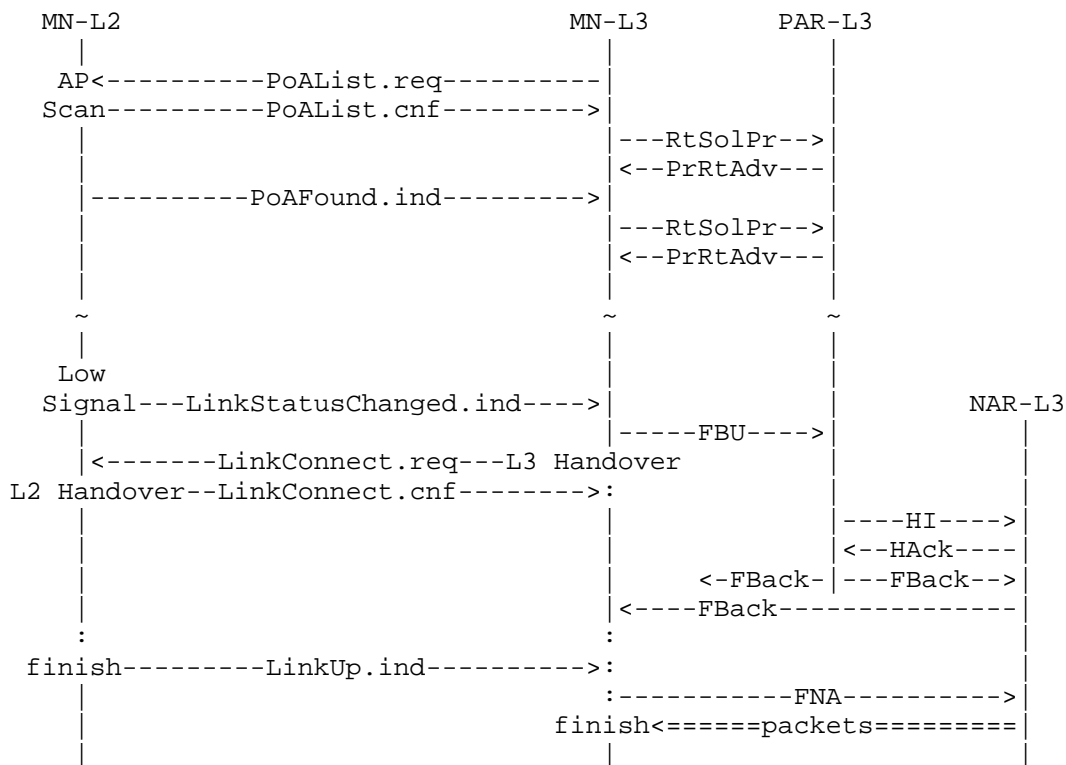 MN-L2                              MN-L3       PAR-L3
  |                                  |              |
 AP<----------PoAList.req----------|              |
Scan----------PoAList.cnf--------->|              |
  |                                  |---RtSolPr-->|
  |                                  |<--PrRtAdv---|
  |----------PoAFound.ind--------->|              |
  |                                  |---RtSolPr-->|
  |                                  |<--PrRtAdv---|
  |                                  |              |
  ~                                  ~              ~
  |                                  |              |
 Low                                 |              |
Signal---LinkStatusChanged.ind---->|              |        NAR-L3
  |                                  |-----FBU---->|           |
  |<-------LinkConnect.req---L3 Handover           |           |
L2 Handover--LinkConnect.cnf-------->:              |           |
  |                                  |              |----HI---->|
  |                                  |              |<--HAck----|
  |                                  |      <-FBack-|---FBack-->|
  |                                  |<----FBack---------------|
  :                                  :                          |
finish---------LinkUp.ind---------->:                          |
  |                                  :-----------FNA---------->|
  |                               finish<======packets=========|
  |                                  |                          |